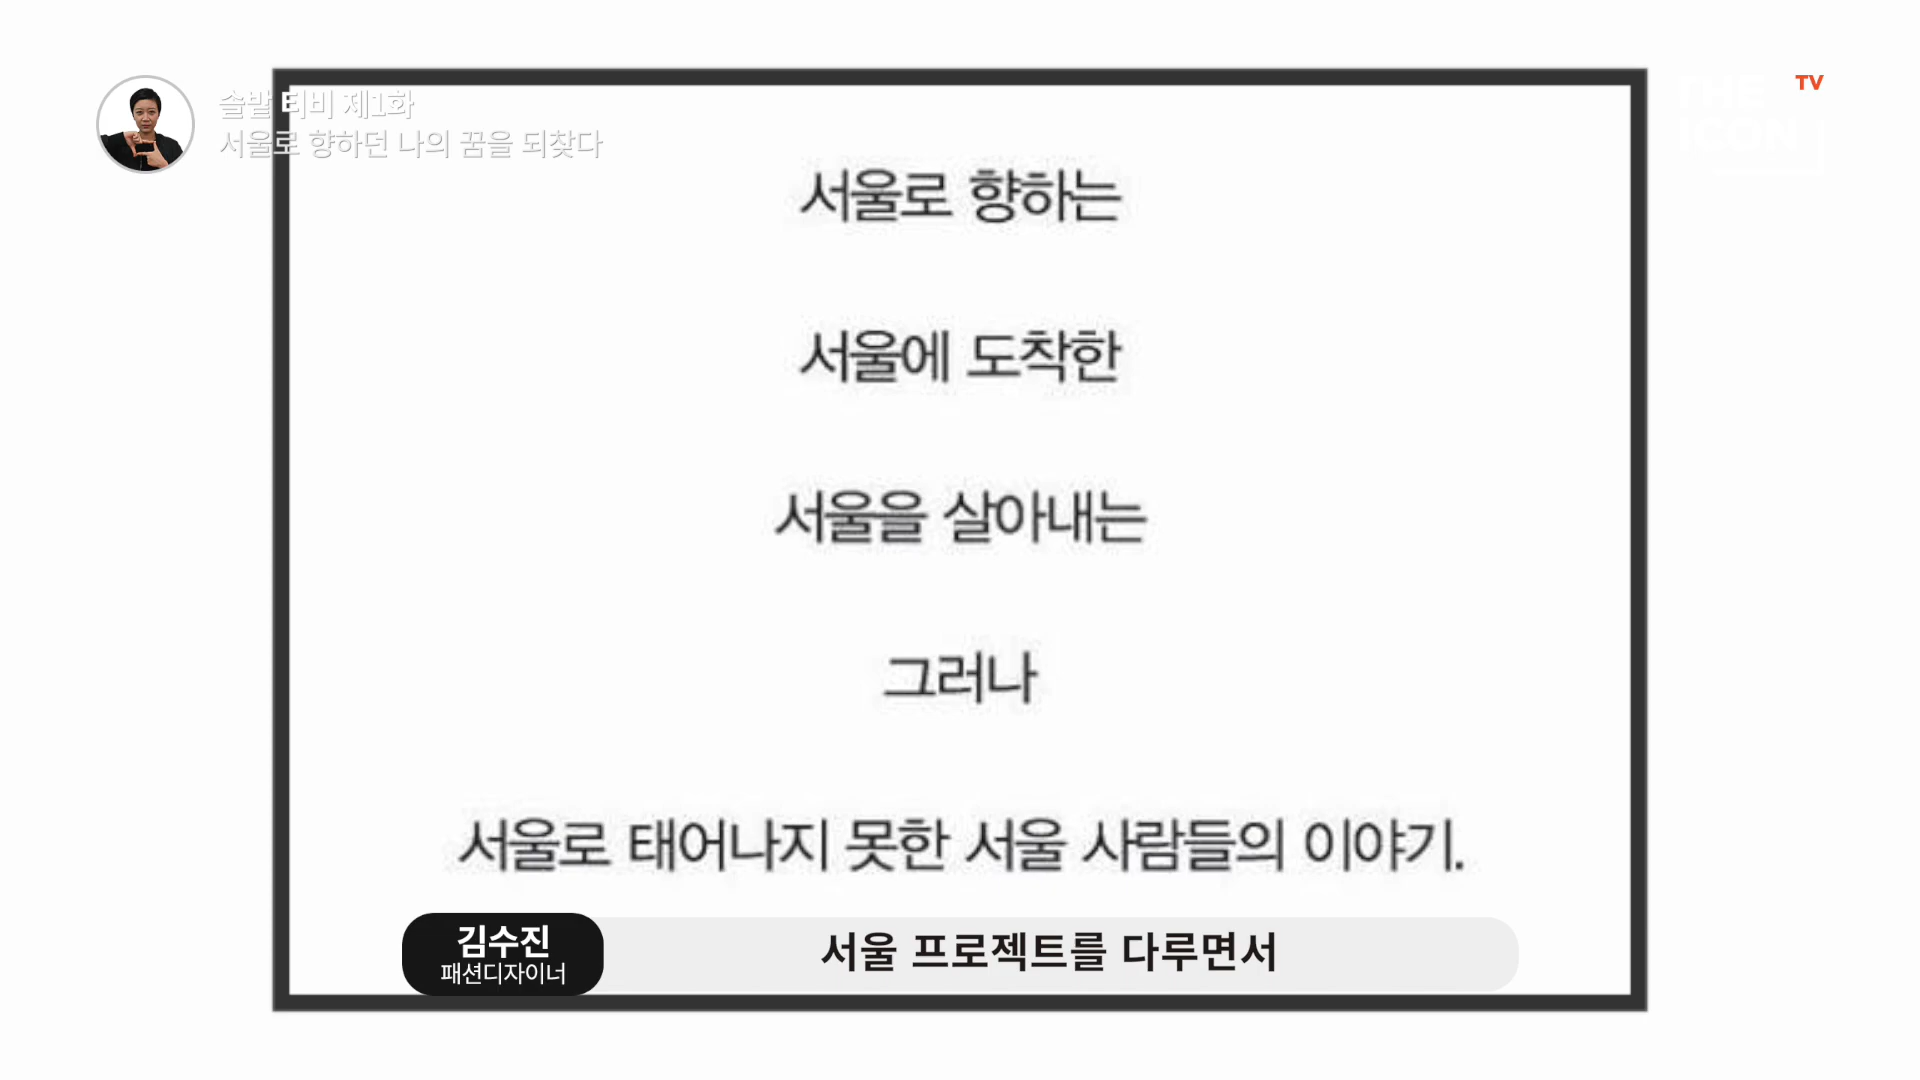 솔밭 티비 제1화
서울로 향하던 나의 꿈을 되찾다
THE ICON TV
서울로 향하는
서울에 도착한
서울을 살아내는
그러나
서울로 태어나지 못한 서울 사람들의 이야기.
김수진
패션디자이너
서울 프로젝트를 다루면서